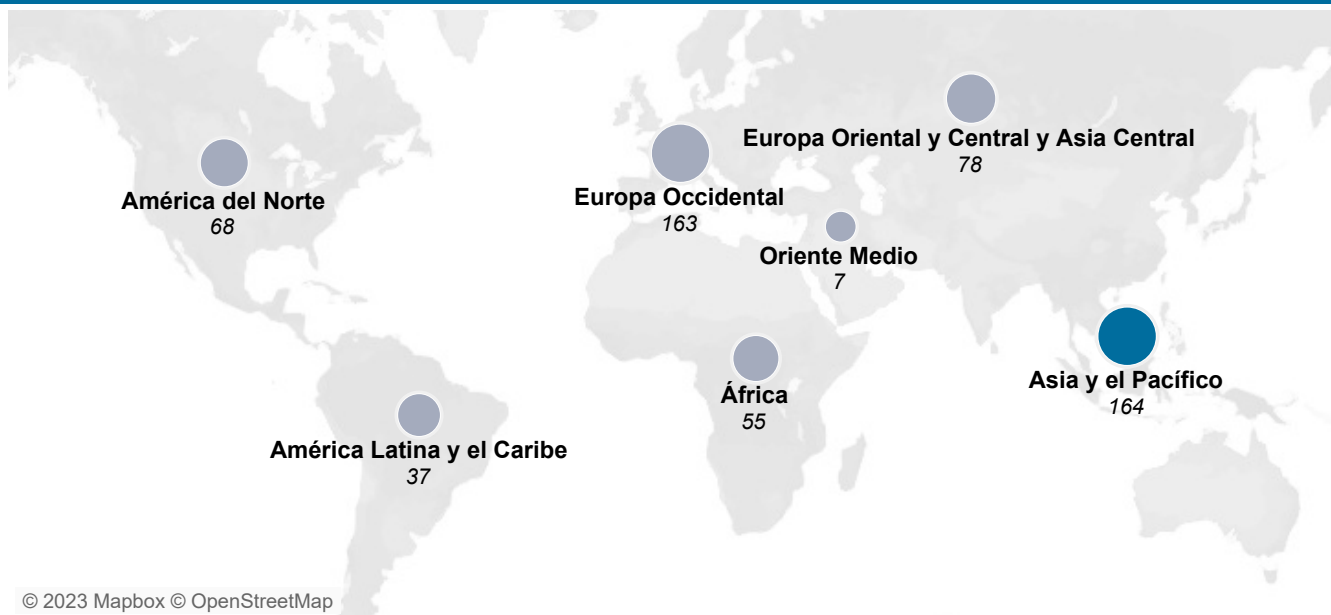 Europa Oriental y Central y Asia Central
78
América del Norte
68
Europa Occidental
163
Oriente Medio
7
Asia y el Pacífico
164
África
55
América Latina y el Caribe
37
© 2023 Mapbox © OpenStreetMap